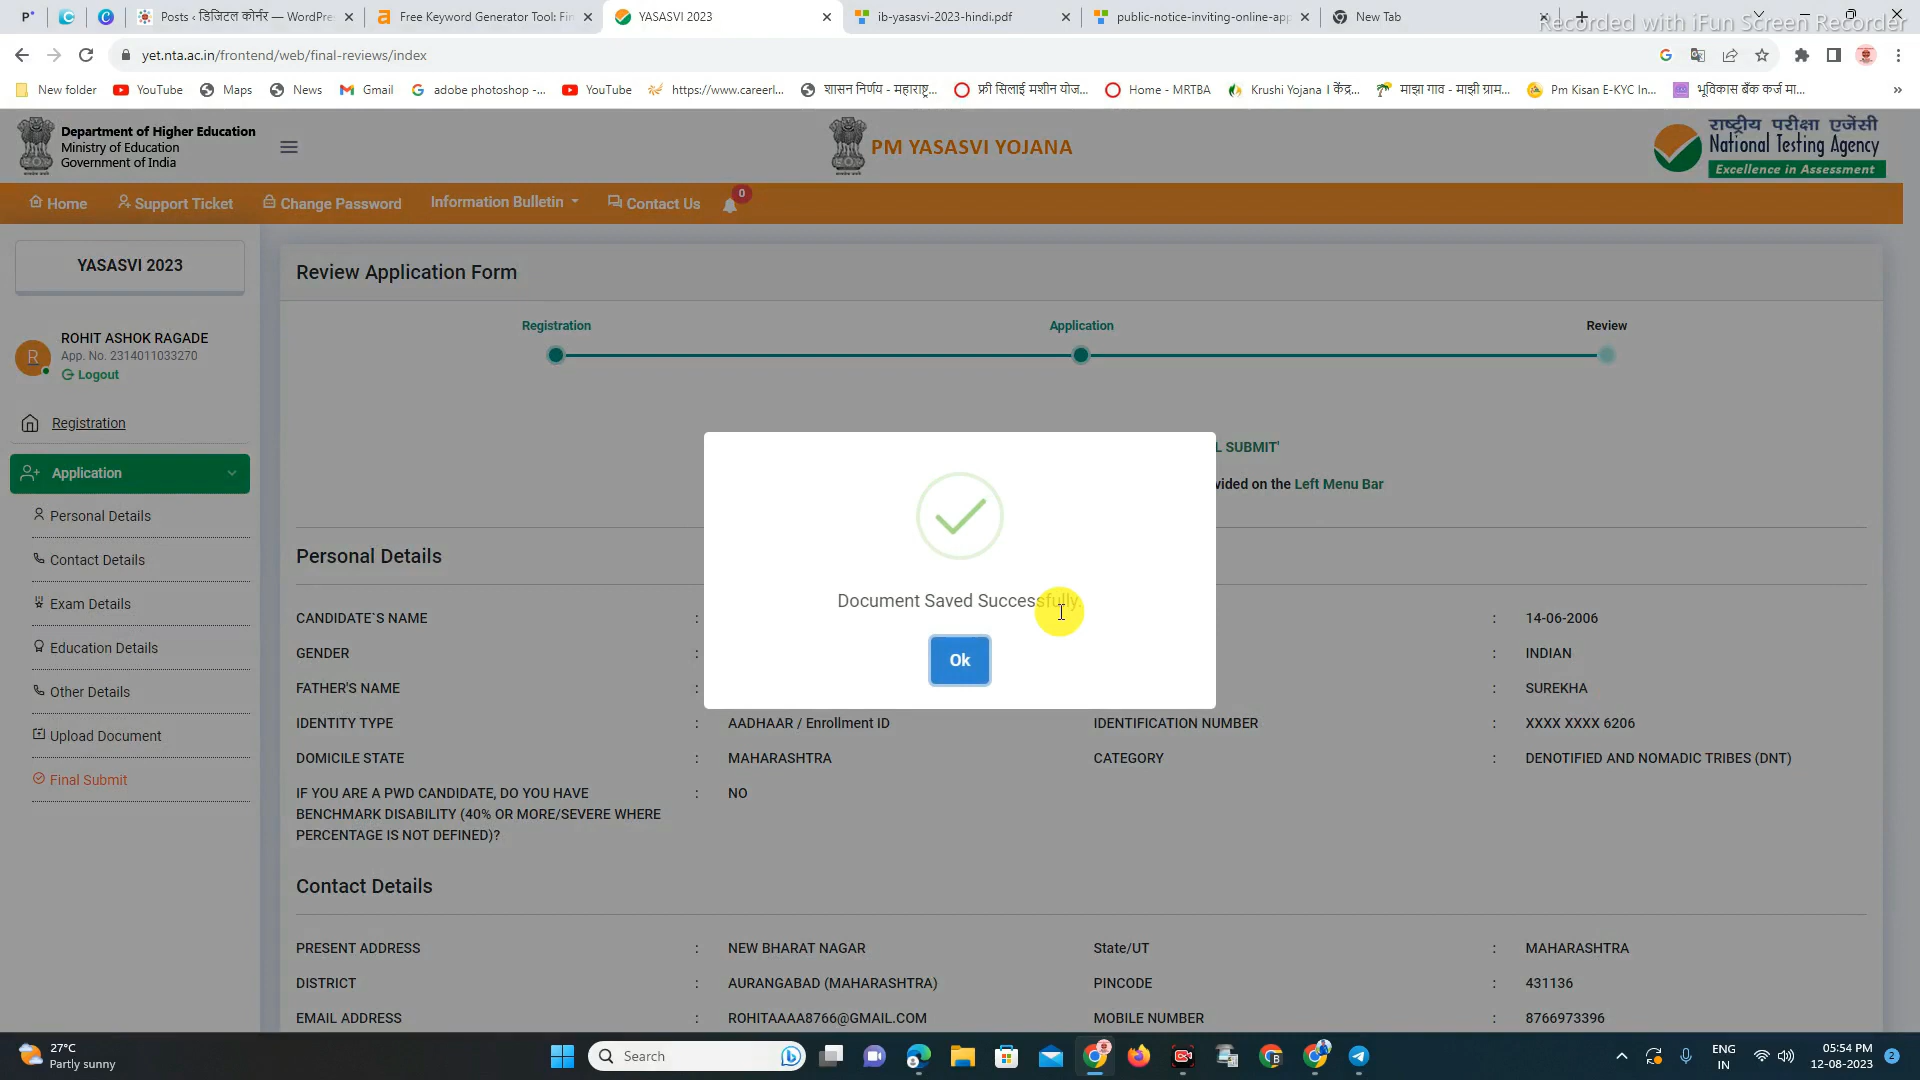 Posts ‹ डिजिटल कोर्नर — WordPre
Free Keyword Generator Tool: Fin
YASASVI 2023
ib-yasasvi-2023-hindi.pdf
public-notice-inviting-online-app
New Tab
Recorded with iFun Screen Recorder
yet.nta.ac.in/frontend/web/final-reviews/index
New folder
YouTube
Maps
News
Gmail
adobe photoshop -...
YouTube
https://www.careerl...
शासन निर्णय - महाराष्ट्र...
फ्री सिलाई मशीन योज...
Home - MRTBA
Krushi Yojana । केंद्र...
माझा गाव - माझी ग्राम...
Pm Kisan E-KYC In...
भूविकास बँक कर्ज मा...
Department of Higher Education
Ministry of Education
Government of India
PM YASASVI YOJANA
राष्ट्रीय परीक्षा एजेंसी
National Testing Agency
Excellence in Assessment
Home
Support Ticket
Change Password
Information Bulletin
Contact Us
0
YASASVI 2023
R
ROHIT ASHOK RAGADE
App. No. 2314011033270
Logout
Registration
Application
Personal Details
Contact Details
Exam Details
Education Details
Other Details
Upload Document
Final Submit
Review Application Form
Registration
Application
Review
L SUBMIT'
vided on the Left Menu Bar
Document Saved Successfully.
Ok
Personal Details
CANDIDATE`S NAME :
: 14-06-2006
GENDER :
: INDIAN
FATHER'S NAME :
: SUREKHA
IDENTITY TYPE : AADHAAR / Enrollment ID
IDENTIFICATION NUMBER : XXXX XXXX 6206
DOMICILE STATE : MAHARASHTRA
CATEGORY : DENOTIFIED AND NOMADIC TRIBES (DNT)
IF YOU ARE A PWD CANDIDATE, DO YOU HAVE : NO
BENCHMARK DISABILITY (40% OR MORE/SEVERE WHERE
PERCENTAGE IS NOT DEFINED)?
Contact Details
PRESENT ADDRESS : NEW BHARAT NAGAR
State/UT : MAHARASHTRA
DISTRICT : AURANGABAD (MAHARASHTRA)
PINCODE : 431136
EMAIL ADDRESS : ROHITAAAA8766@GMAIL.COM
MOBILE NUMBER : 8766973396
27°C
Partly sunny
Search
ENG
IN
05:54 PM
12-08-2023
2